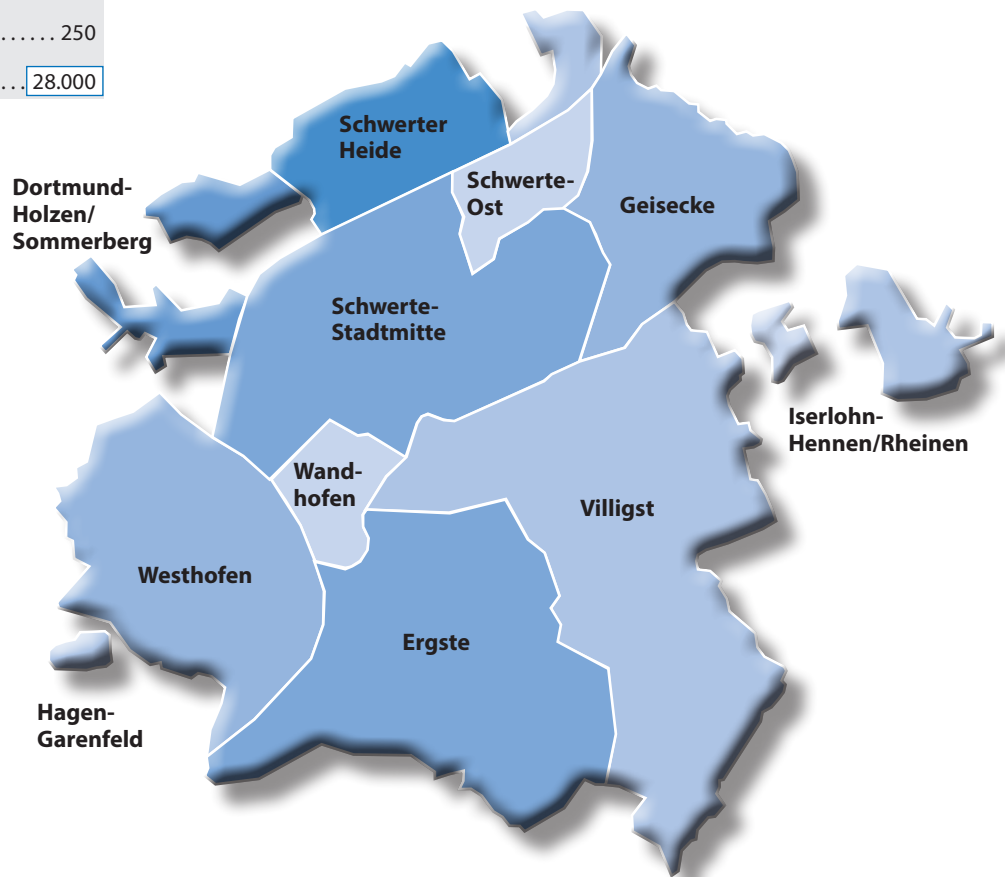 ...... 250
... 28.000
Schwerter
Heide
Dortmund-
Holzen/
Sommerberg
Schwerte-
Ost
Geisecke
Schwerte-
Stadtmitte
Iserlohn-
Hennen/Rheinen
Wand-
hofen
Villigst
Westhofen
Ergste
Hagen-
Garenfeld